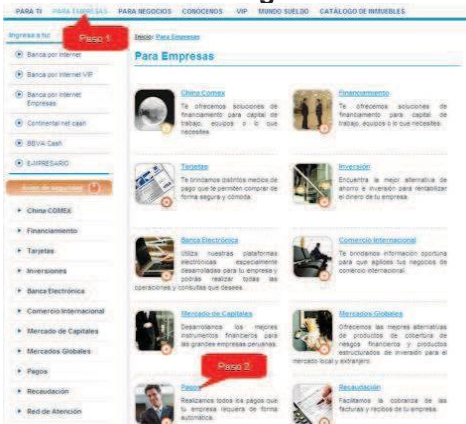 PARA TI PARA EMPRESAS PARA NEGOCIOS CONOCENOS VIP MUNDO SUELDO CATÁLOGO DE INMUEBLES
Ingresa a tu:
Paso 1
Banca por Internet
Banca por Internet VIP
Banca por Internet
Empresas
Continental net cash
BBVA Cash
Aviso de seguridad
China COMEX
Financiamiento
Tarjetas
Inversiones
Banca Electrónica
Comercio Internacional
Mercado de Capitales
Mercados Globales
Pagos
Recaudación
Red de Atención
Inicio: Para Empresas
Para Empresas
China Comex
Te ofrecemos soluciones de
financiamiento para capital de
trabajo, equipos o lo que
necesites.
Financiamiento
Te ofrecemos soluciones de
financiamiento para capital de
trabajo, equipos o lo que necesites.
Tarjetas
Te brindamos distintos medios de
pago que te permiten comprar de
forma segura y cómoda.
Inversión
Encuentra la mejor alternativa de
ahorro e inversión para rentabilizar
el dinero de tu empresa.
Banca Electrónica
Utiliza nuestras plataformas
electrónicas especialmente
desarrolladas para tu empresa y
podrás realizar todas las
operaciones y consultas que desees.
Comercio Internacional
Te brindamos información oportuna
para que agilices tus negocios de
comercio internacional.
Mercado de Capitales
Desarrollamos los mejores
instrumentos financieros para
las grandes empresas peruanas.
Mercados Globales
Ofrecemos las mejores alternativas
de productos de cobertura de
riesgos financieros y productos
estructurados de inversión para el
mercado local y extranjero.
Paso 2
Pagos
Realizamos todos los pagos que
tu empresa requiera de forma
automática.
Recaudación
Facilitamos la cobranza de las
facturas y recibos de tu empresa.